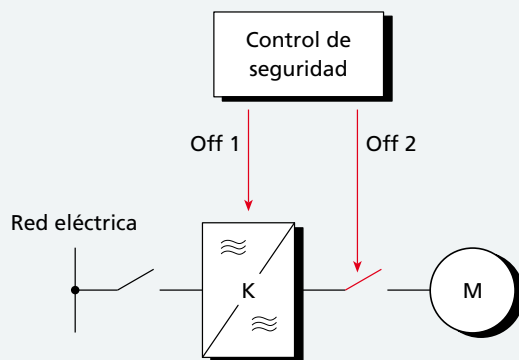 Control de
seguridad
Off 1
Off 2
Red eléctrica
K
M